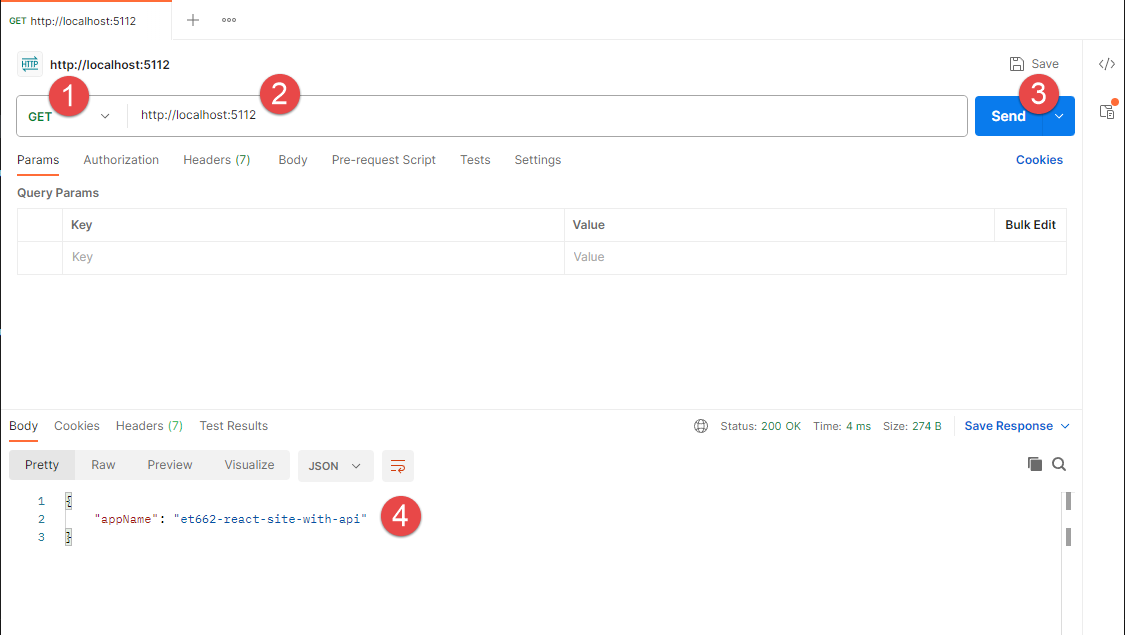 GET http://localhost:5112
HTTP http://localhost:5112
Save
1
2
3
GET http://localhost:5112
Send
Params Authorization Headers (7) Body Pre-request Script Tests Settings Cookies
Query Params
Key Value Bulk Edit
Key Value
Body Cookies Headers (7) Test Results Status: 200 OK Time: 4 ms Size: 274 B Save Response
Pretty Raw Preview Visualize JSON
1 {
2 "appName": "et662-react-site-with-api"
3 }
4